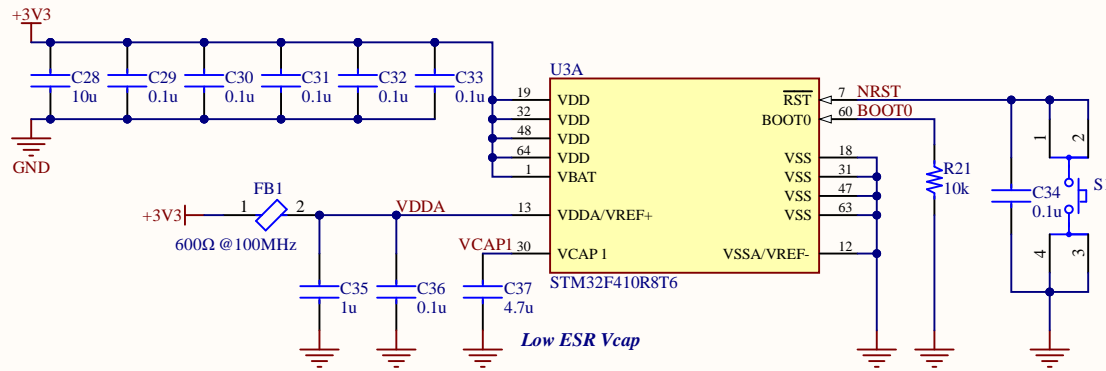 +3V3
C28
10u
C29
0.1u
C30
0.1u
C31
0.1u
C32
0.1u
C33
0.1u
GND
U3A
19 VDD
32 VDD
48 VDD
64 VDD
1 VBAT
13 VDDA/VREF+
30 VCAP 1
RST 7 NRST
BOOT0 60 BOOT0
VSS 18
VSS 31
VSS 47
VSS 63
VSSA/VREF- 12
STM32F410R8T6
+3V3
FB1
1 2
600Ω @100MHz
VDDA
VCAP1
C35
1u
C36
0.1u
C37
4.7u
Low ESR Vcap
R21
10k
C34
0.1u
1 2
S
4 3